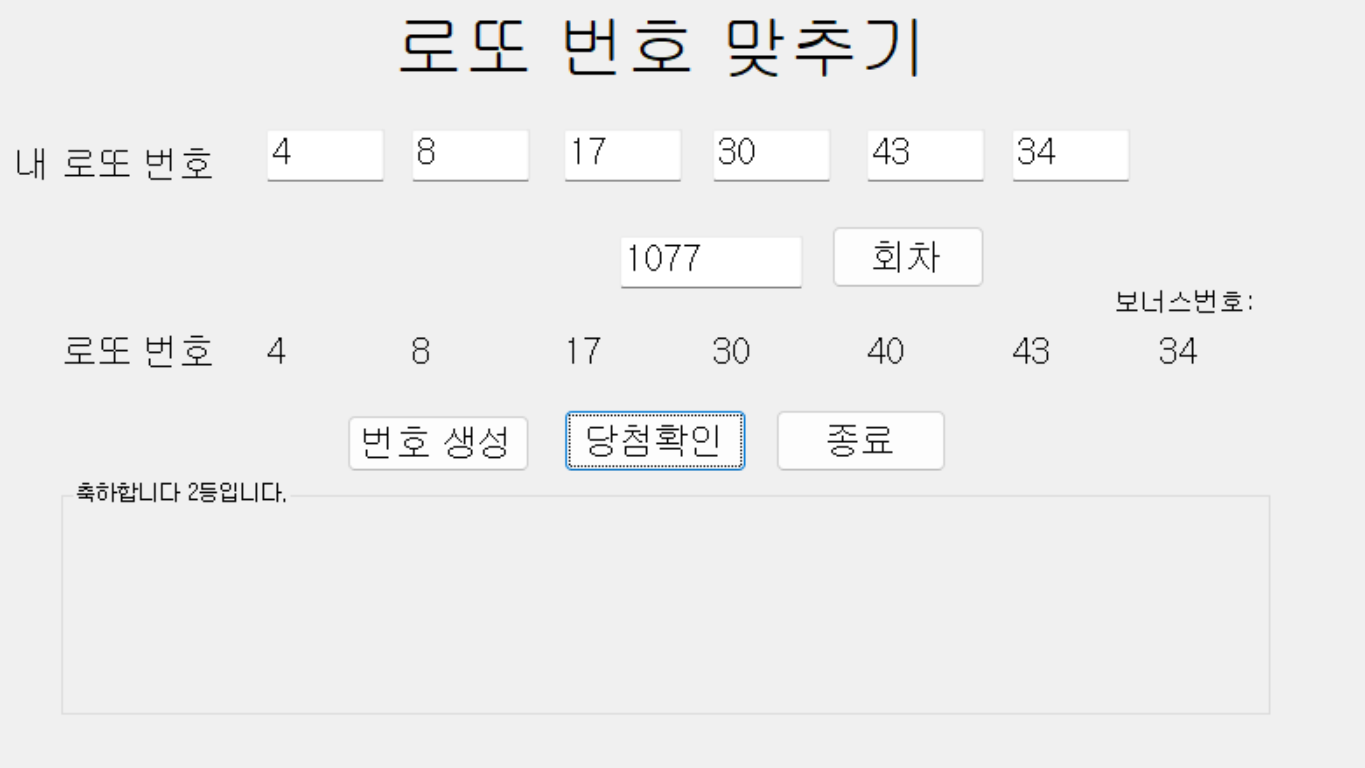 로또 번호 맞추기
내 로또 번호 4 8 17 30 43 34
1077 회차
보너스번호:
로또 번호 4 8 17 30 40 43 34
번호 생성 당첨확인 종료
축하합니다 2등입니다.